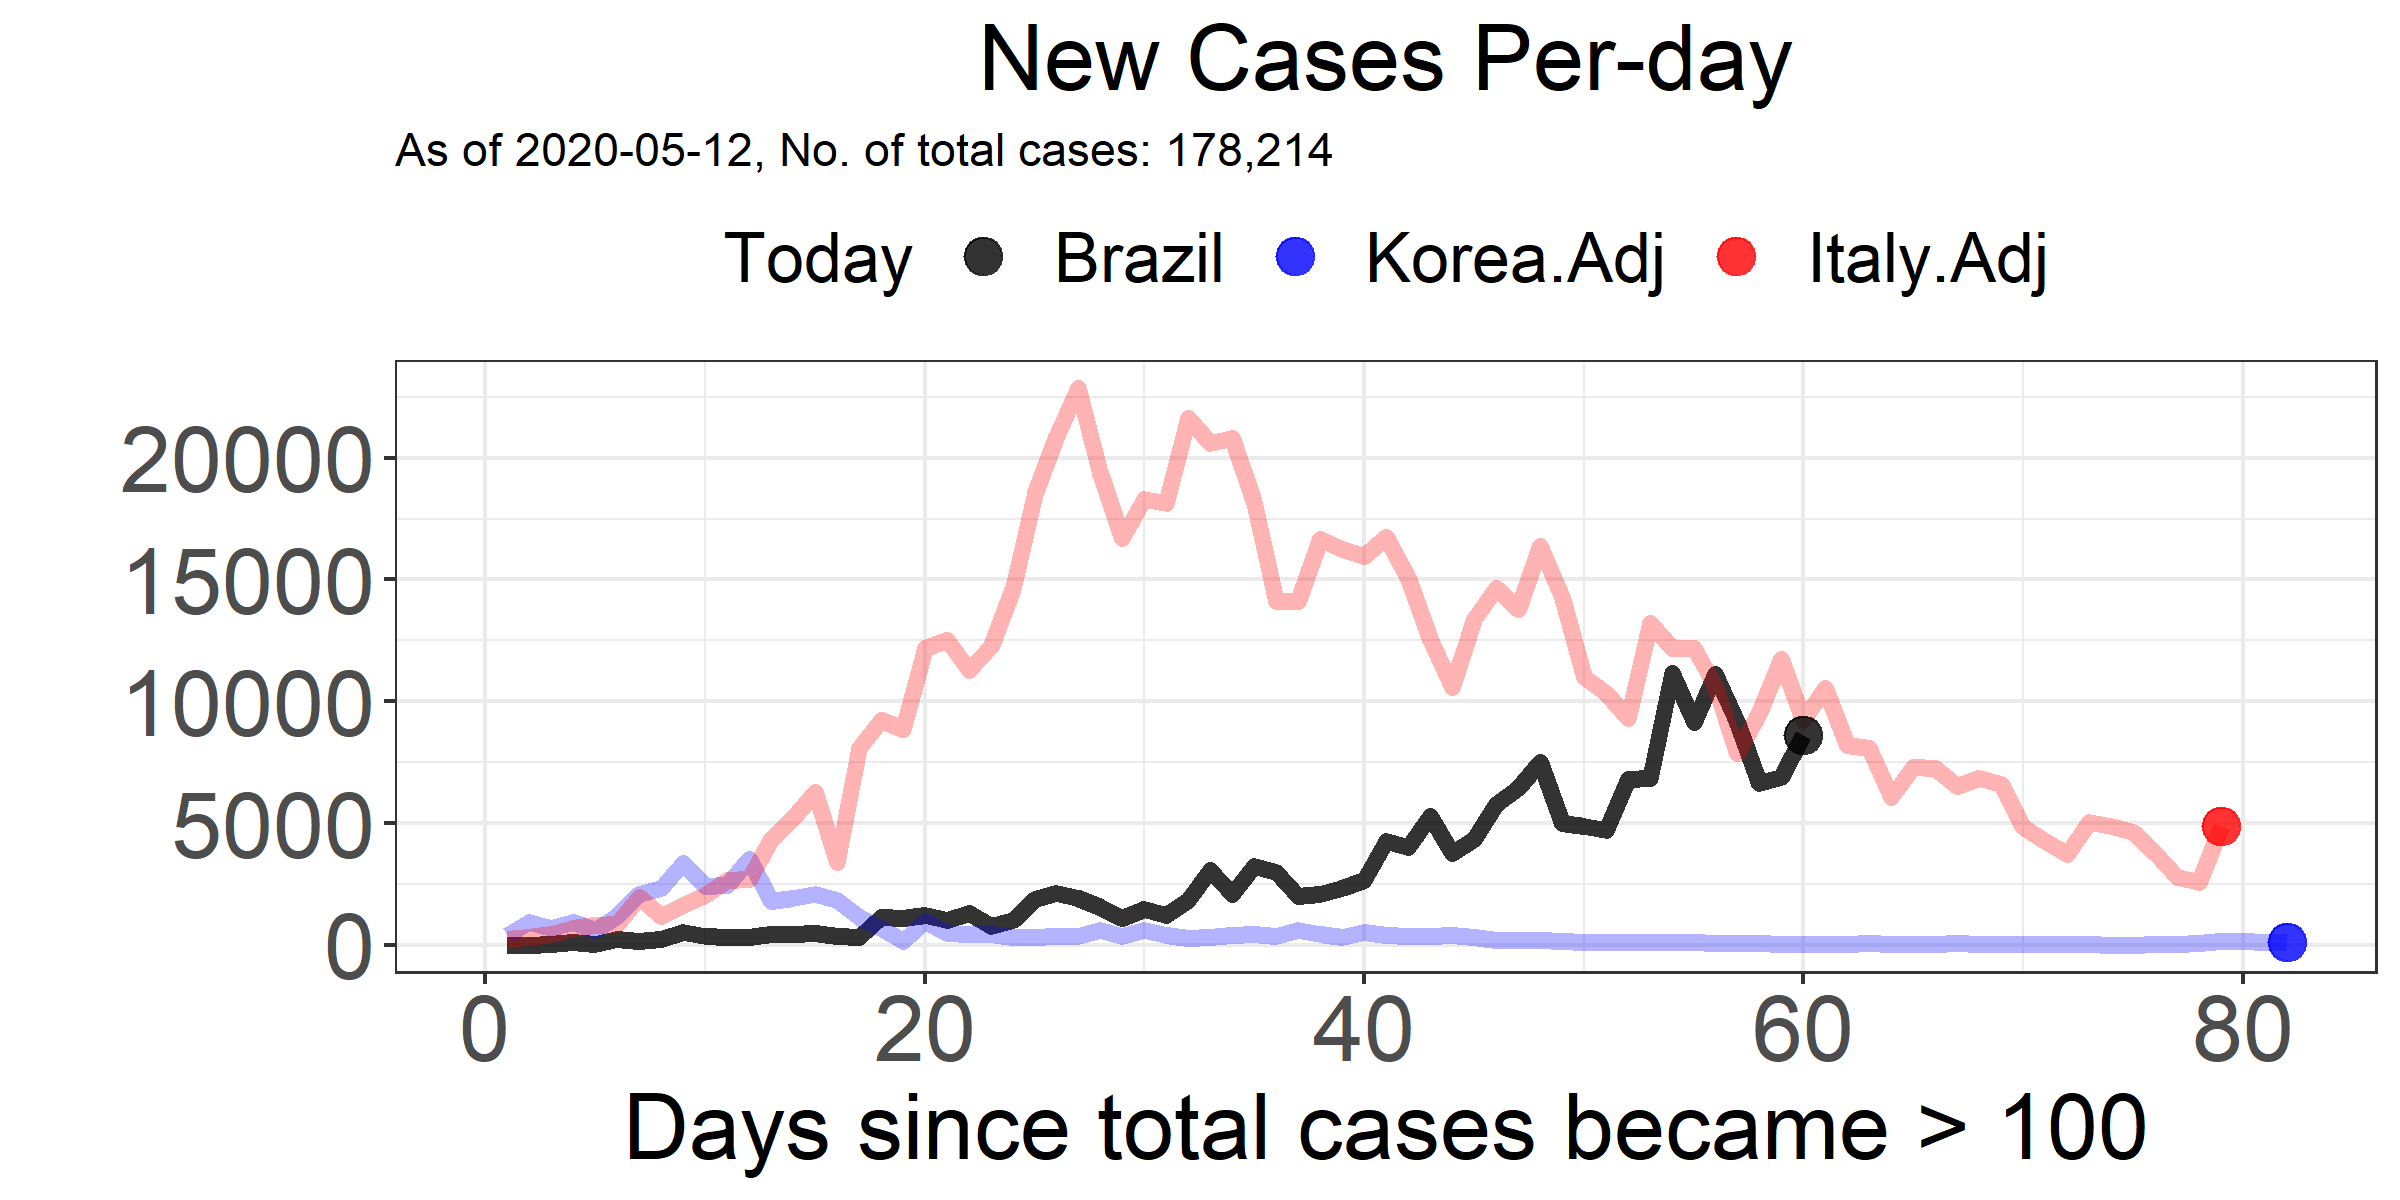 New Cases Per-day
As of 2020-05-12, No. of total cases: 178,214
Today Brazil Korea.Adj Italy.Adj
20000
15000
10000
5000
0
0 20 40 60 80
Days since total cases became > 100